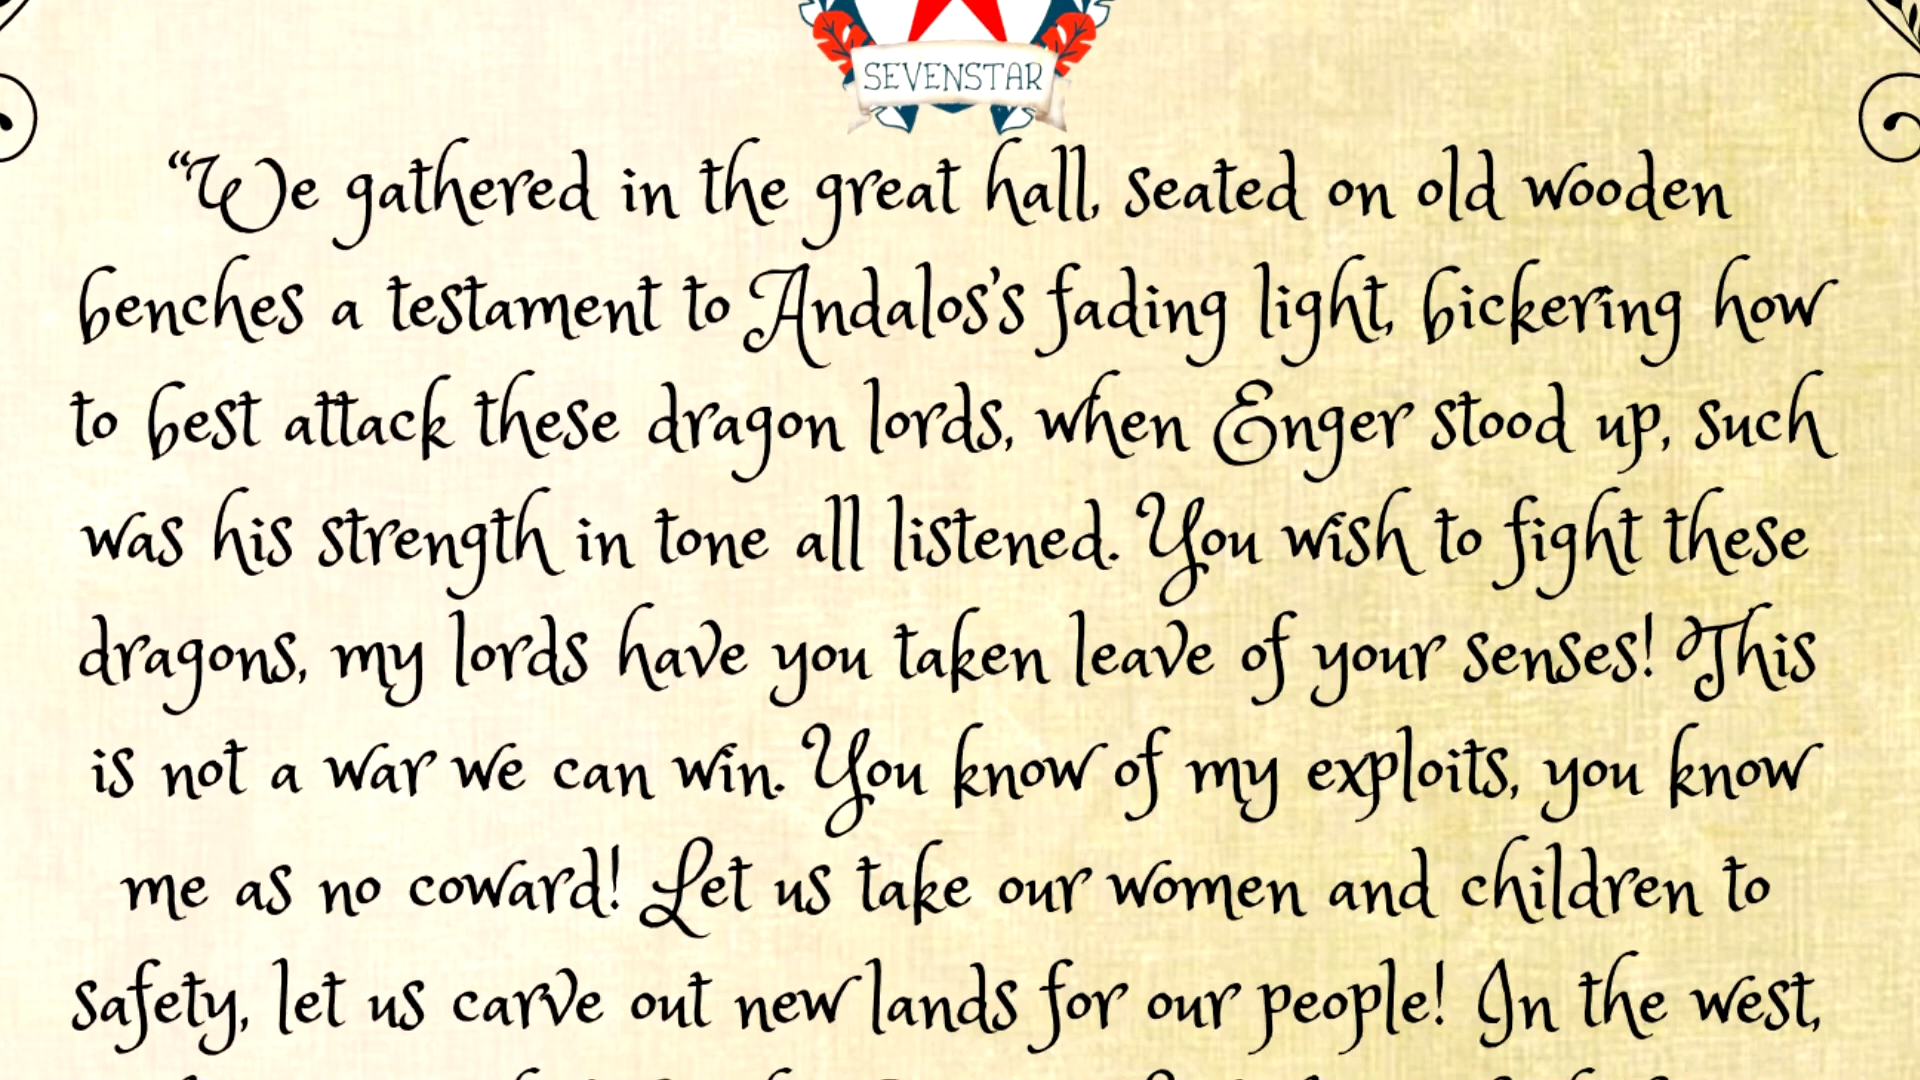 SEVENSTAR
“We gathered in the great hall, seated on old wooden
benches a testament to Andalos’s fading light, bickering how
to best attack these dragon lords, when Enger stood up, such
was his strength in tone all listened. You wish to fight these
dragons, my lords have you taken leave of your senses! This
is not a war we can win. You know of my exploits, you know
me as no coward! Let us take our women and children to
safety, let us carve out new lands for our people! In the west,